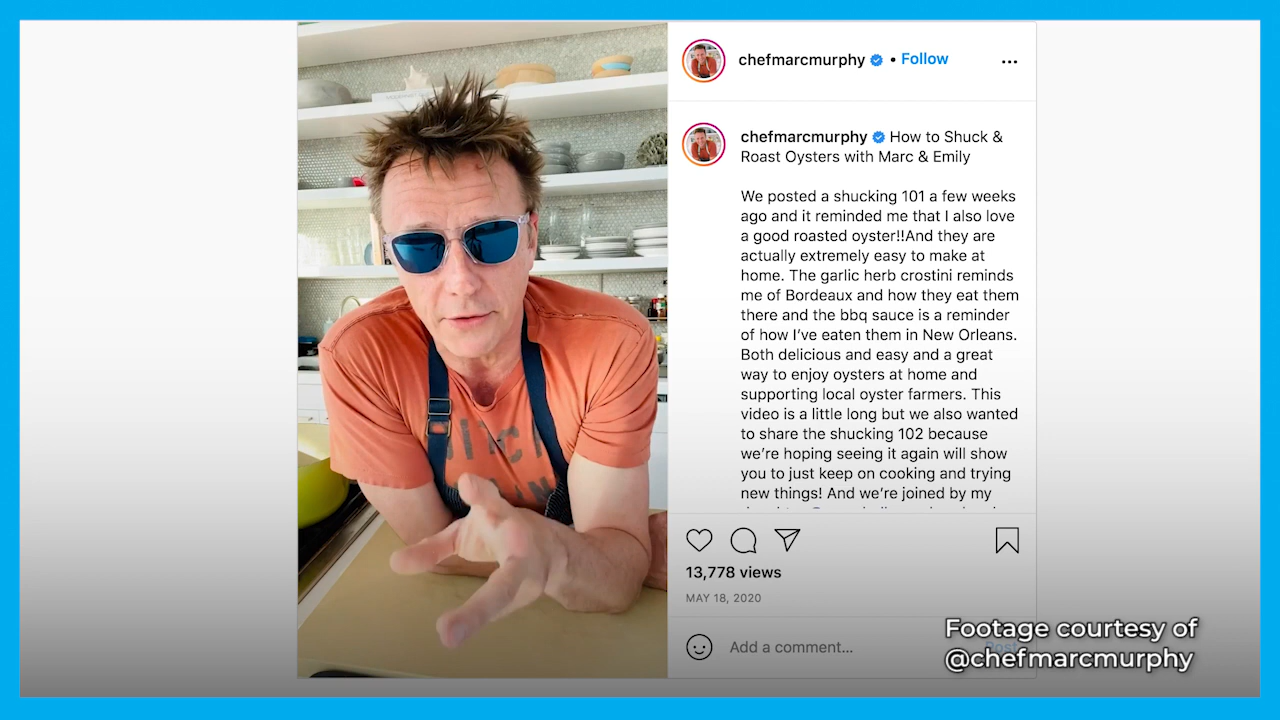 chefmarcmurphy • Follow
chefmarcmurphy How to Shuck &
Roast Oysters with Marc & Emily
We posted a shucking 101 a few weeks
ago and it reminded me that I also love
a good roasted oyster!!And they are
actually extremely easy to make at
home. The garlic herb crostini reminds
me of Bordeaux and how they eat them
there and the bbq sauce is a reminder
of how I’ve eaten them in New Orleans.
Both delicious and easy and a great
way to enjoy oysters at home and
supporting local oyster farmers. This
video is a little long but we also wanted
to share the shucking 102 because
we’re hoping seeing it again will show
you to just keep on cooking and trying
new things! And we’re joined by my
13,778 views
MAY 18, 2020
Add a comment...
Post
Footage courtesy of
@chefmarcmurphy